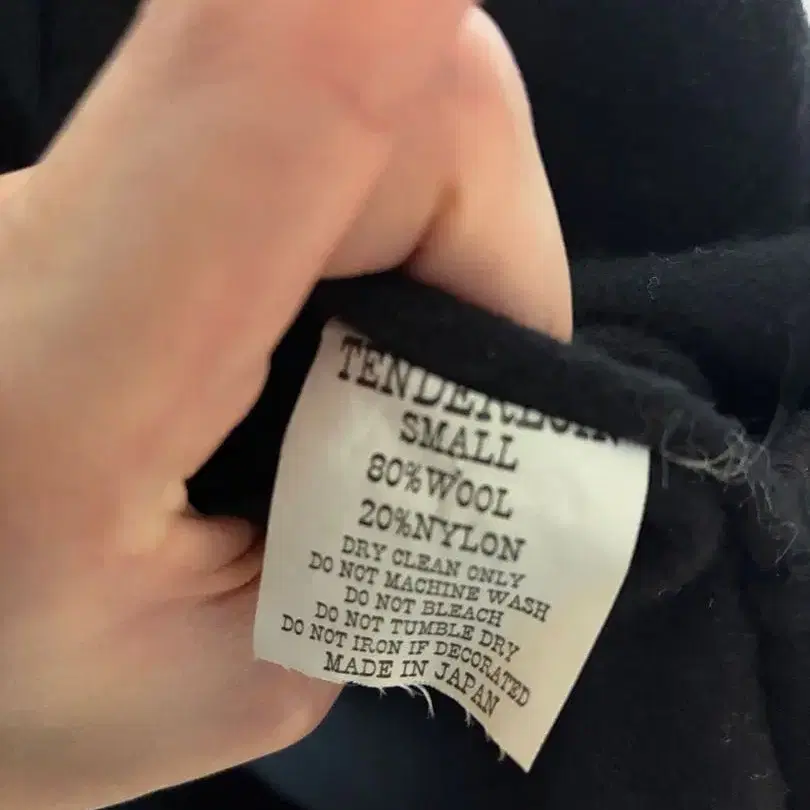 TENDERLOIN
SMALL
80%WOOL
20%NYLON
DRY CLEAN ONLY
DO NOT MACHINE WASH
DO NOT BLEACH
DO NOT TUMBLE DRY
DO NOT IRON IF DECORATED
MADE IN JAPAN